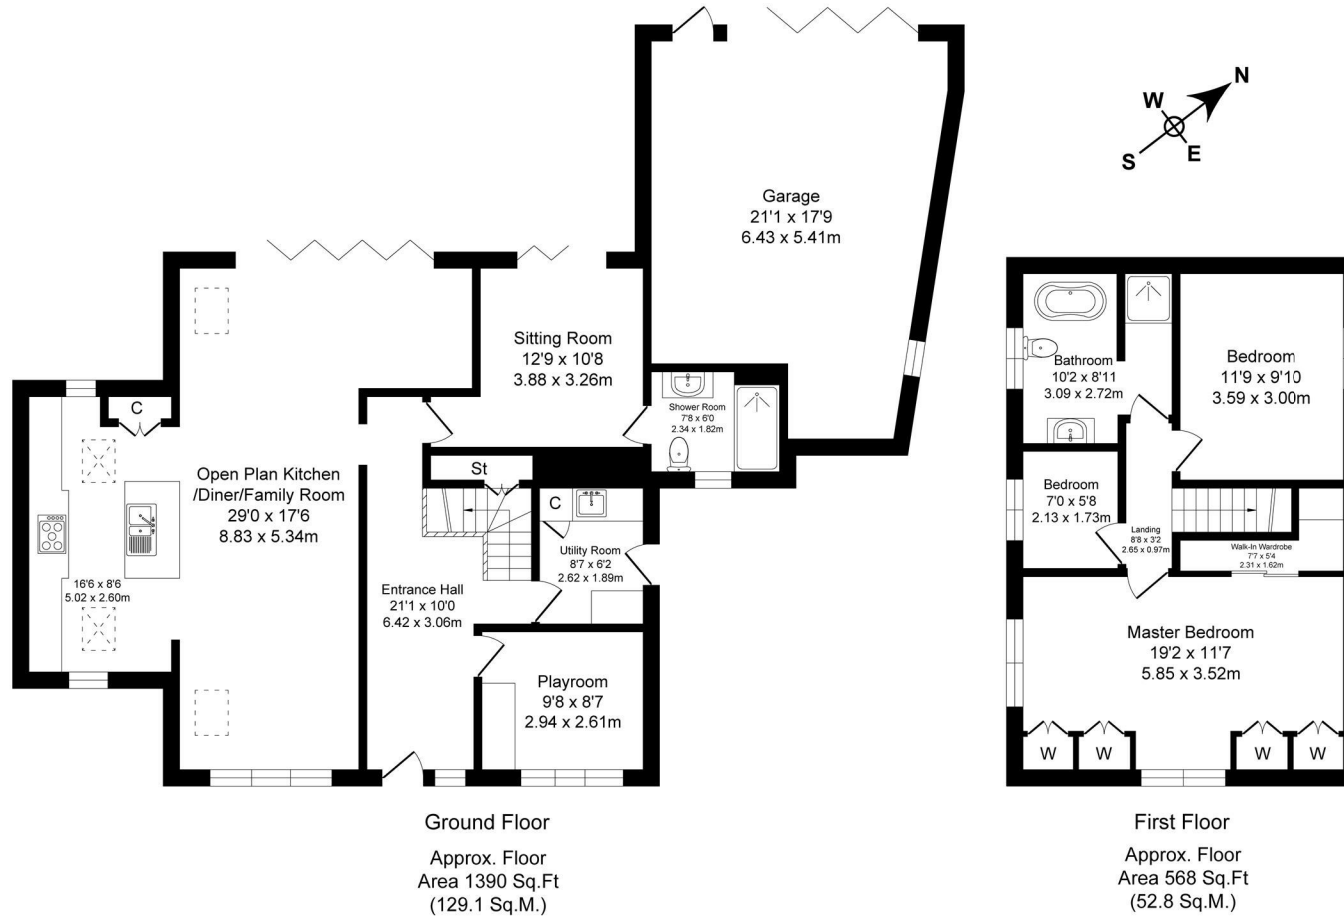 N
W
E
S
Garage
21'1 x 17'9
6.43 x 5.41m
Sitting Room
12'9 x 10'8
3.88 x 3.26m
Shower Room
7'8 x 6'0
2.34 x 1.82m
C
Open Plan Kitchen
/Diner/Family Room
29'0 x 17'6
8.83 x 5.34m
16'6 x 8'6
5.02 x 2.60m
St
C
Utility Room
8'7 x 6'2
2.62 x 1.89m
Entrance Hall
21'1 x 10'0
6.42 x 3.06m
Playroom
9'8 x 8'7
2.94 x 2.61m
Ground Floor
Approx. Floor
Area 1390 Sq.Ft
(129.1 Sq.M.)
Bathroom
10'2 x 8'11
3.09 x 2.72m
Bedroom
11'9 x 9'10
3.59 x 3.00m
Bedroom
7'0 x 5'8
2.13 x 1.73m
Landing
8'8 x 3'2
2.65 x 0.97m
Walk-In Wardrobe
7'7 x 5'4
2.31 x 1.62m
Master Bedroom
19'2 x 11'7
5.85 x 3.52m
W
W
W
W
First Floor
Approx. Floor
Area 568 Sq.Ft
(52.8 Sq.M.)